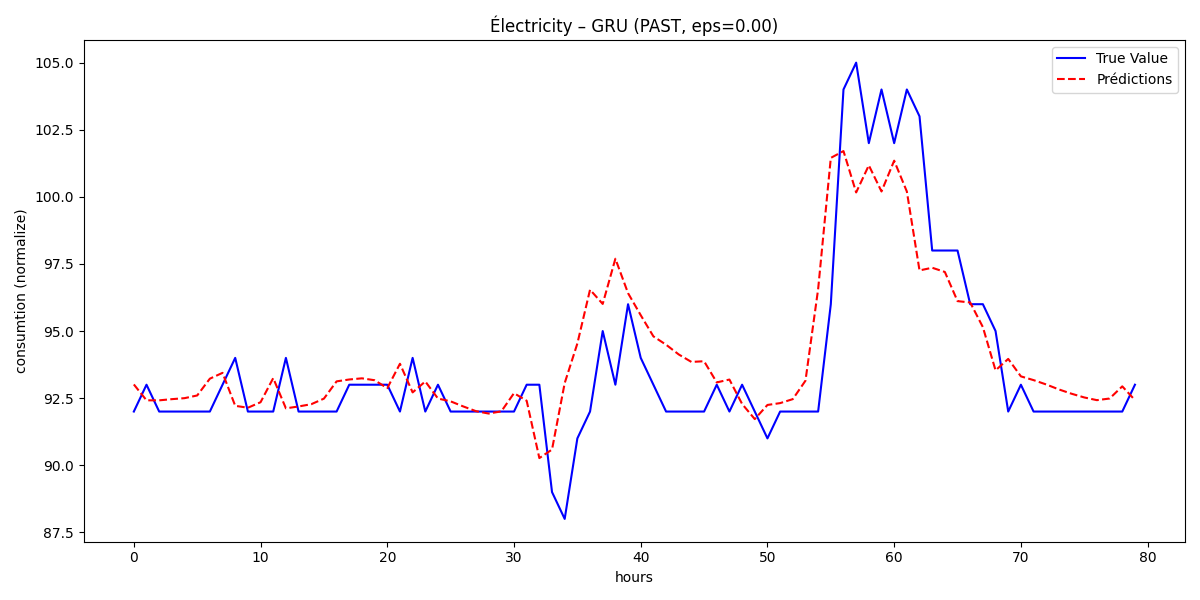 Électricity – GRU (PAST, eps=0.00)
True Value
Prédictions
consumtion (normalize)
105.0
102.5
100.0
97.5
95.0
92.5
90.0
87.5
0 10 20 30 40 50 60 70 80
hours